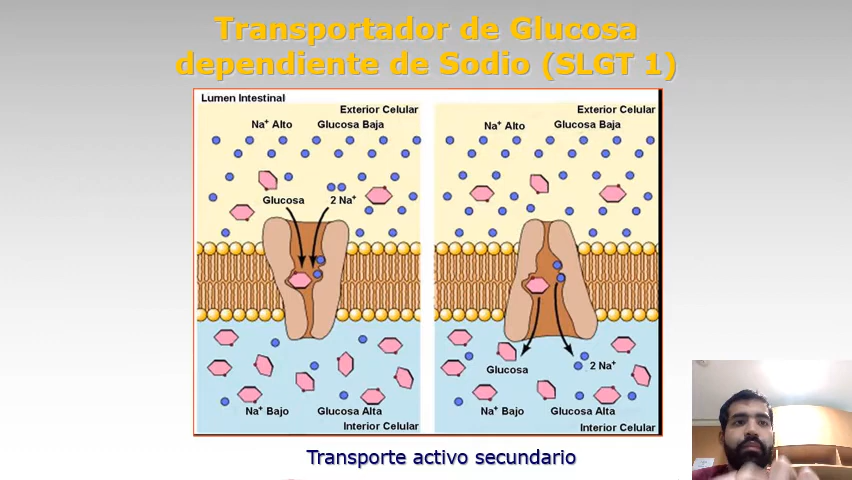 Transportador de Glucosa
dependiente de Sodio (SLGT 1)
Lumen Intestinal
Exterior Celular
Na+ Alto Glucosa Baja
Glucosa 2 Na+
Na+ Bajo Glucosa Alta
Interior Celular
Exterior Celular
Na+ Alto Glucosa Baja
Glucosa 2 Na+
Na+ Bajo Glucosa Alta
Interior Celular
Transporte activo secundario